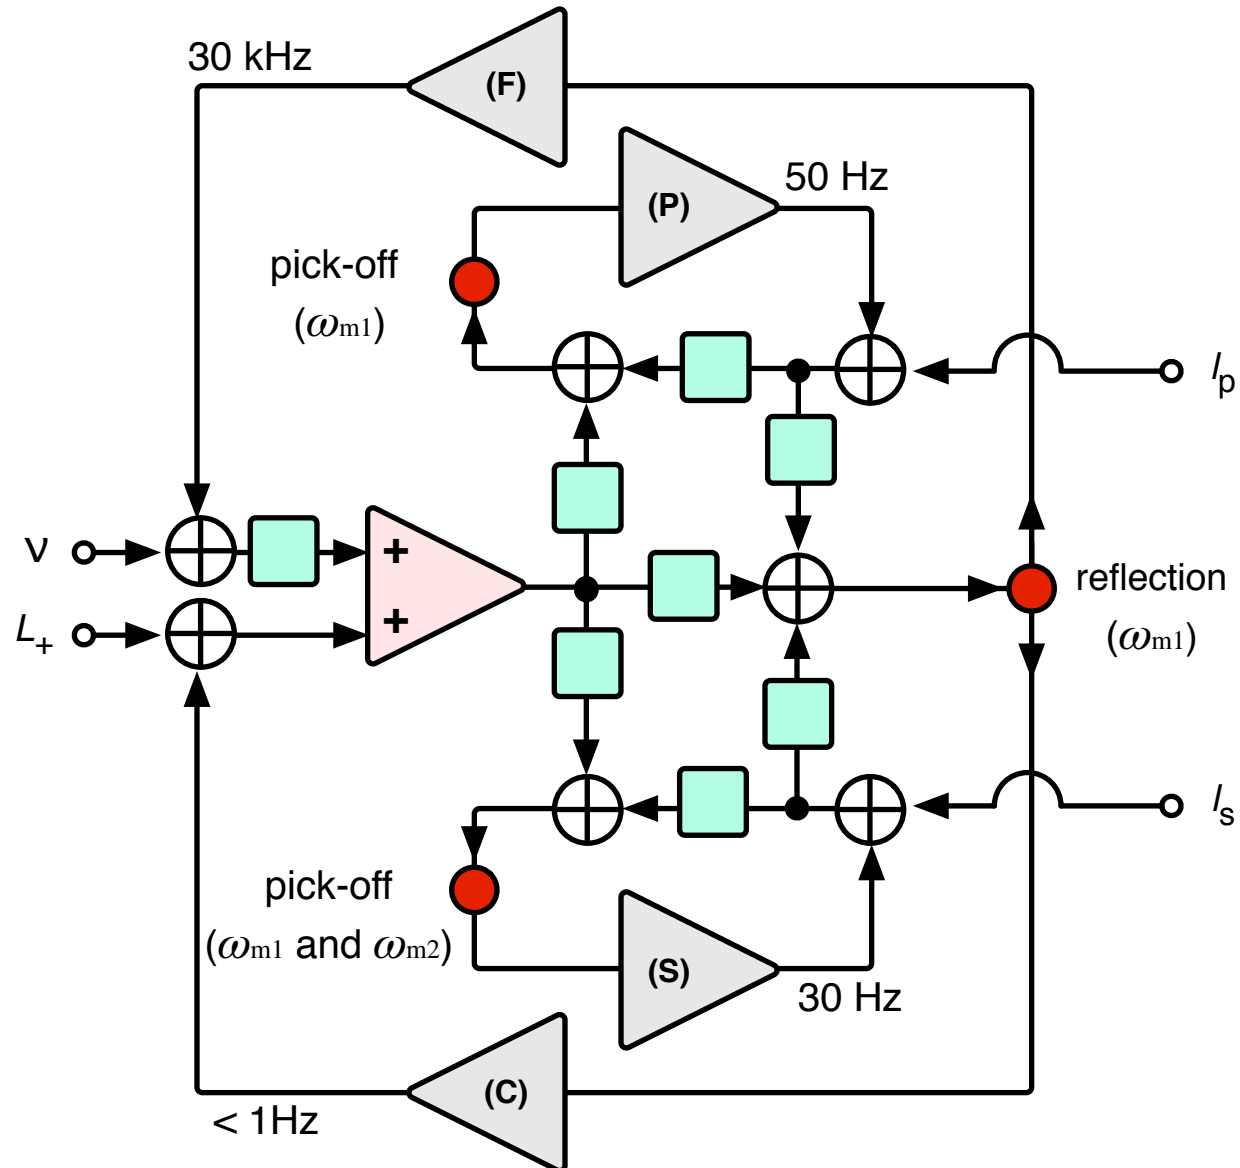 30 kHz
(F)
(P)
50 Hz
pick-off
(ωm1)
lp
ν
+
reflection
L+
+
(ωm1)
ls
pick-off
(ωm1 and ωm2)
(S)
30 Hz
(C)
< 1Hz